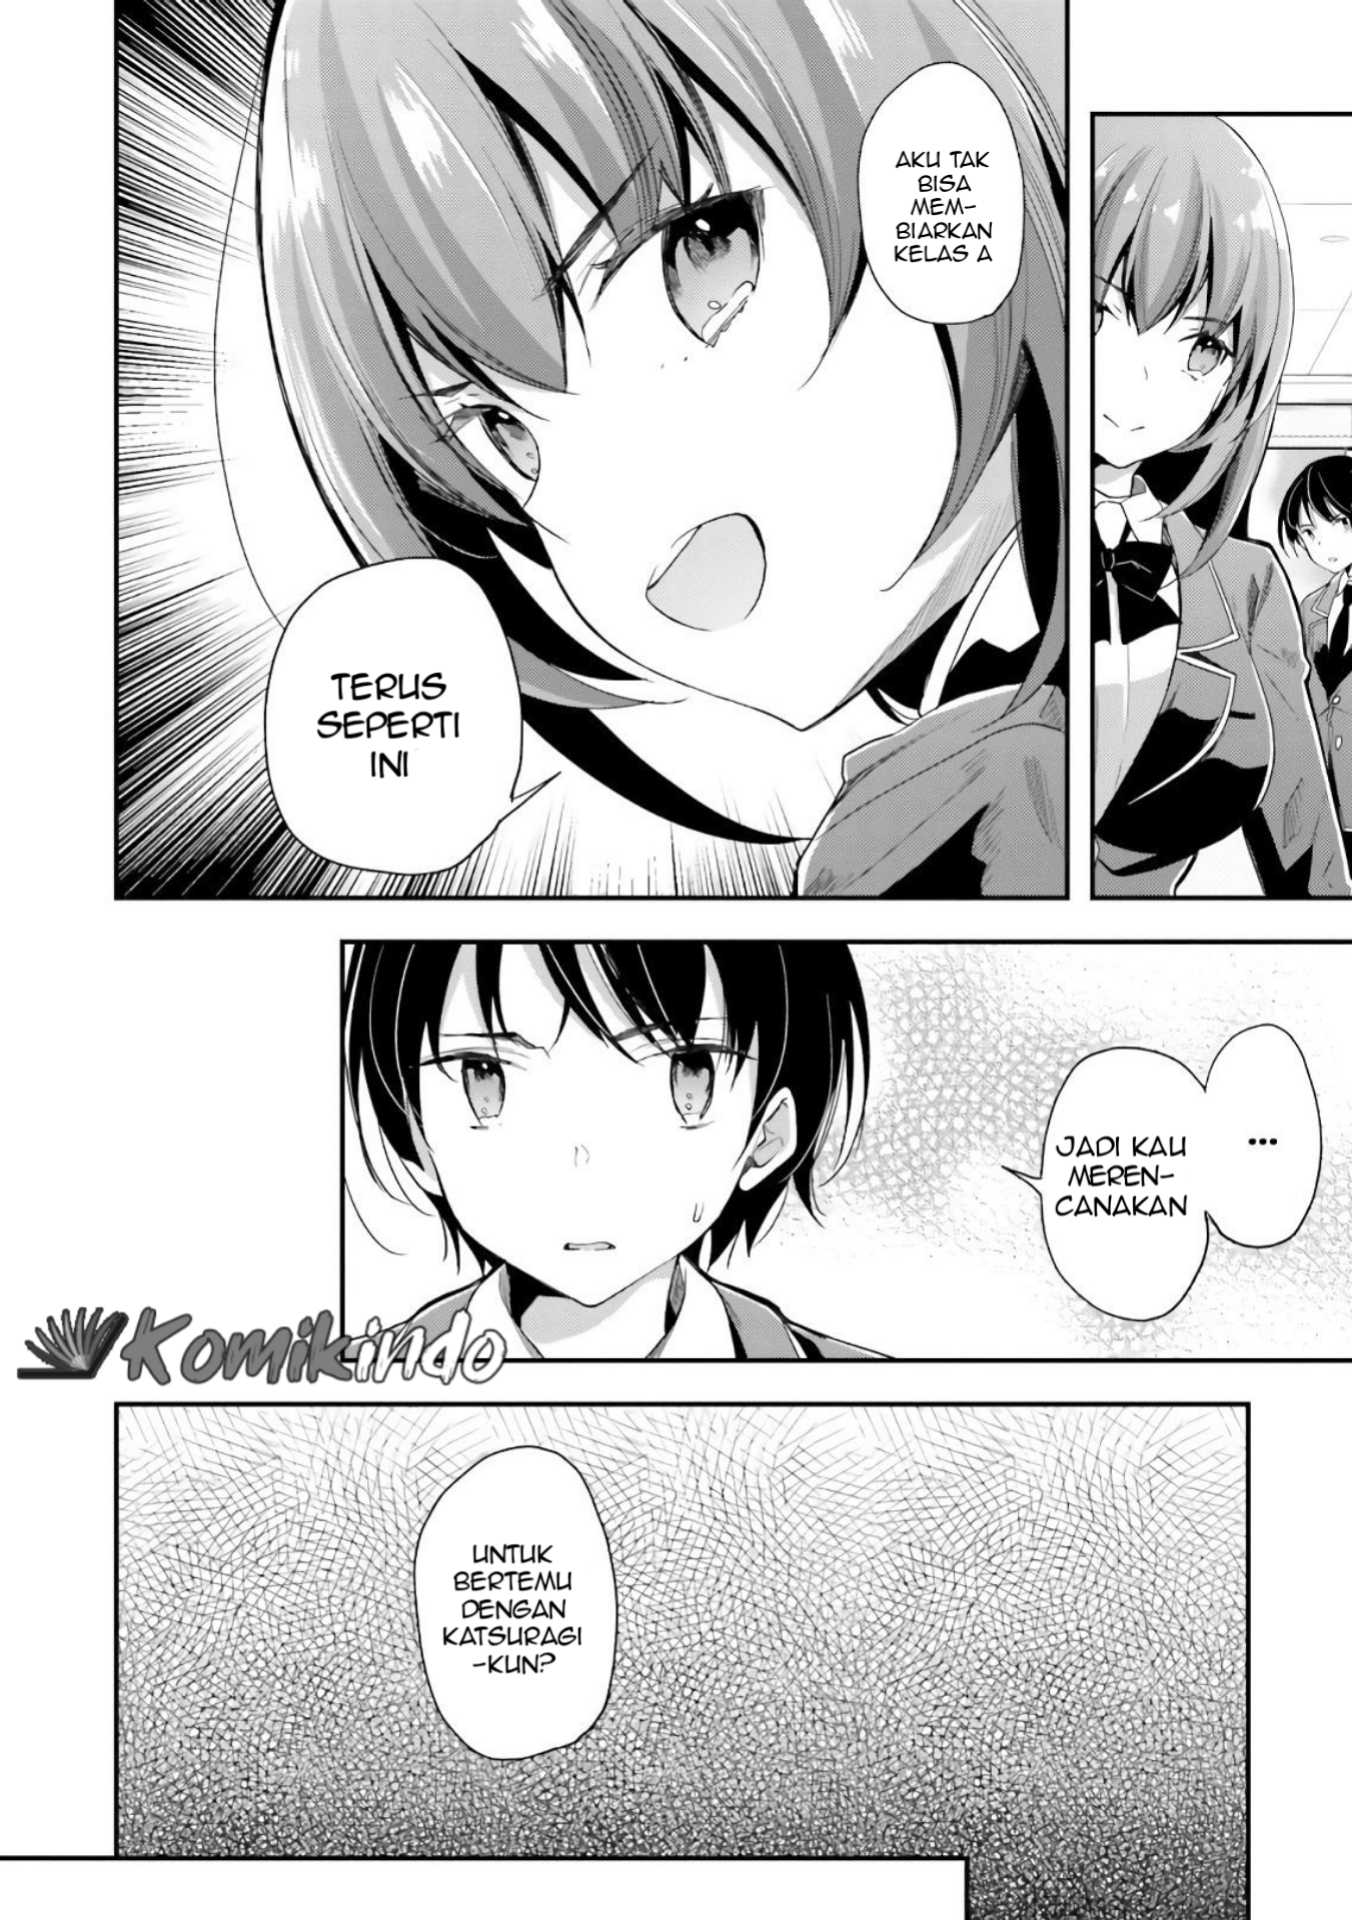 AKU TAK
BISA
MEM-
BIARKAN
KELAS A
TERUS
SEPERTI
INI
...
JADI KAU
MEREN-
CANAKAN
Komikindo
UNTUK
BERTEMU
DENGAN
KATSURAGI
-KUN?